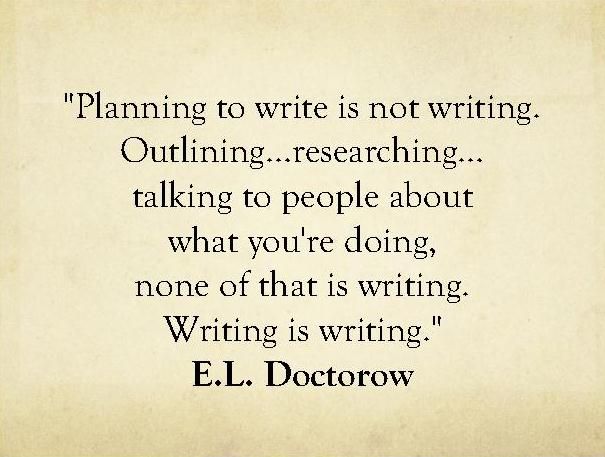 "Planning to write is not writing.
Outlining...researching...
talking to people about
what you're doing,
none of that is writing.
Writing is writing."
E.L. Doctorow